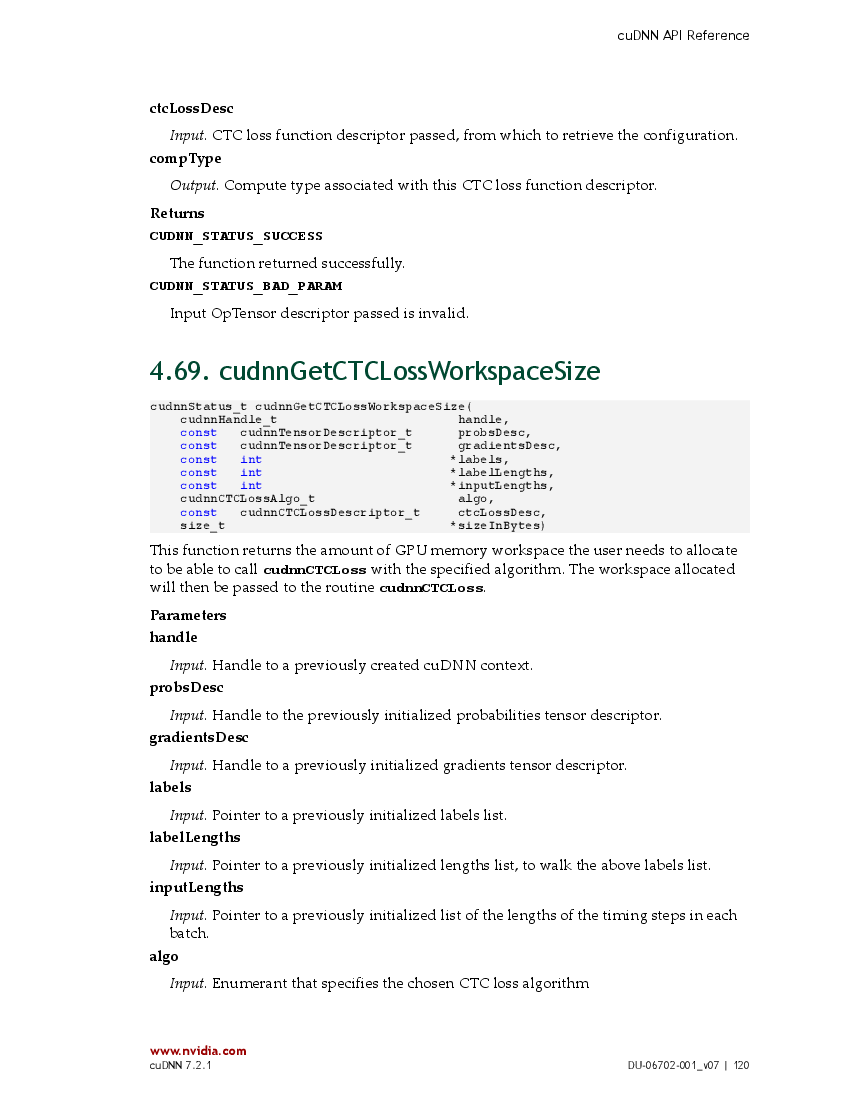 cuDNN API Reference
ctcLossDesc
Input. CTC loss function descriptor passed, from which to retrieve the configuration.
compType
Output. Compute type associated with this CTC loss function descriptor.
Returns
CUDNN_STATUS_SUCCESS
The function returned successfully.
CUDNN_STATUS_BAD_PARAM
Input OpTensor descriptor passed is invalid.
4.69. cudnnGetCTCLossWorkspaceSize
cudnnStatus_t cudnnGetCTCLossWorkspaceSize(
cudnnHandle_t handle,
const cudnnTensorDescriptor_t probsDesc,
const cudnnTensorDescriptor_t gradientsDesc,
const int *labels,
const int *labelLengths,
const int *inputLengths,
cudnnCTCLossAlgo_t algo,
const cudnnCTCLossDescriptor_t ctcLossDesc,
size_t *sizeInBytes)
This function returns the amount of GPU memory workspace the user needs to allocate
to be able to call cudnnCTCLoss with the specified algorithm. The workspace allocated
will then be passed to the routine cudnnCTCLoss.
Parameters
handle
Input. Handle to a previously created cuDNN context.
probsDesc
Input. Handle to the previously initialized probabilities tensor descriptor.
gradientsDesc
Input. Handle to a previously initialized gradients tensor descriptor.
labels
Input. Pointer to a previously initialized labels list.
labelLengths
Input. Pointer to a previously initialized lengths list, to walk the above labels list.
inputLengths
Input. Pointer to a previously initialized list of the lengths of the timing steps in each
batch.
algo
Input. Enumerant that specifies the chosen CTC loss algorithm
www.nvidia.com
cuDNN 7.2.1 DU-06702-001_v07 | 120